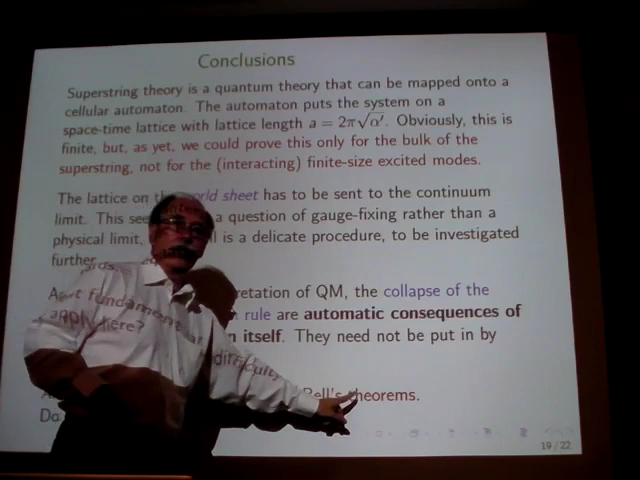 Conclusions
Superstring theory is a quantum theory that can be mapped onto a
cellular automaton. The automaton puts the system on a
space-time lattice with lattice length a = 2π√α′. Obviously, this is
finite, but, as yet, we could prove this only for the bulk of the
superstring, not for the (interacting) finite-size excited modes.
The lattice on the world sheet has to be sent to the continuum
limit. This a question of gauge-fixing rather than a
physical limit, is a delicate procedure, to be investigated
further
of QM, the collapse of the
rule are automatic consequences of
itself. They need not be put in by
fundamental
apply here?
difficulty
Bell's theorems.
19 / 22